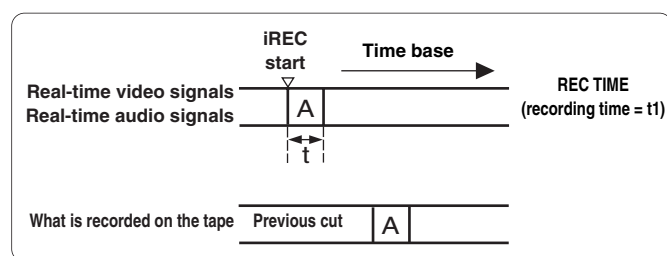 iREC
start
Time base
Real-time video signals
Real-time audio signals
A
t
REC TIME
(recording time = t1)
What is recorded on the tape
Previous cut
A